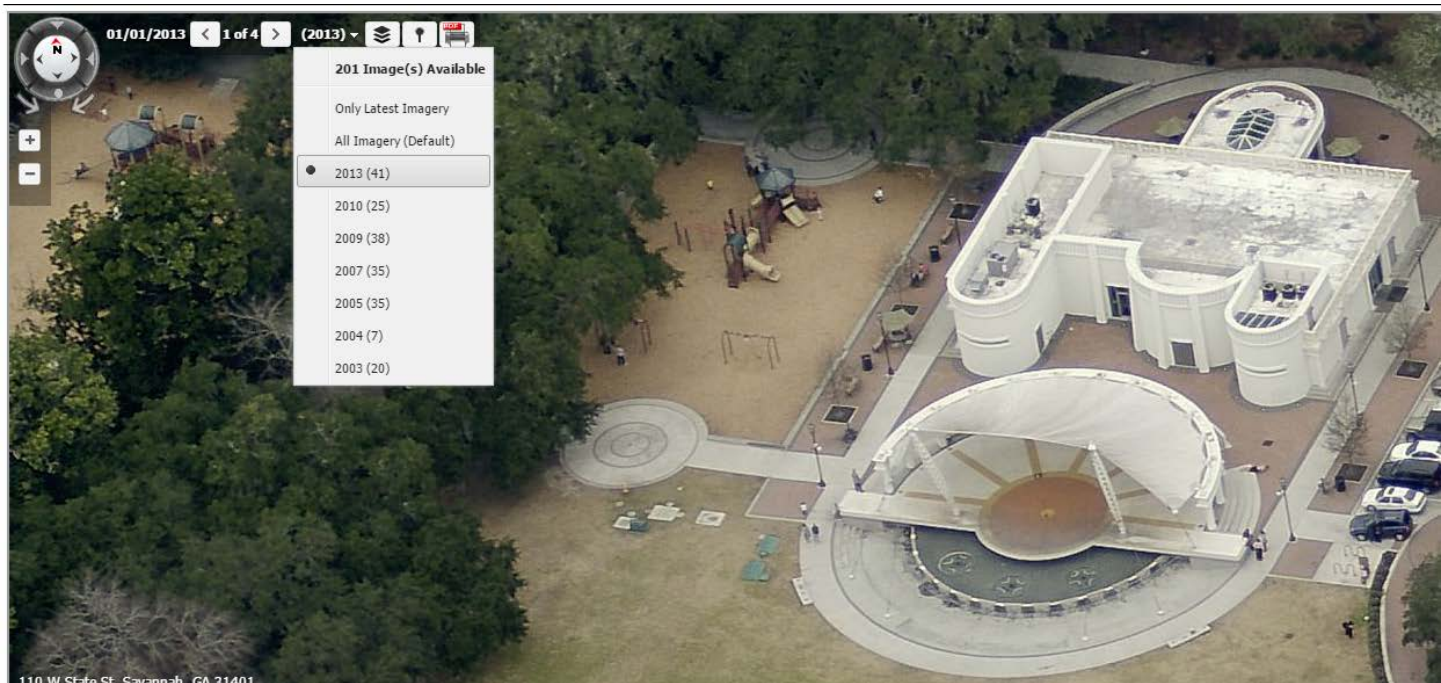 01/01/2013 1 of 4 (2013) PDF
N
201 Image(s) Available
Only Latest Imagery
All Imagery (Default)
2013 (41)
2010 (25)
2009 (38)
2007 (35)
2005 (35)
2004 (7)
2003 (20)
110 W State St, Savannah, GA 31401